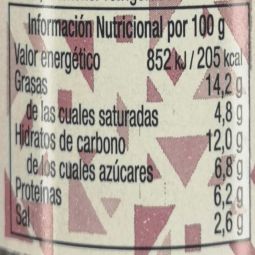 Información Nutricional por 100 g
Valor energético 852 kJ / 205 kcal
Grasas 14,2 g
de las cuales saturadas 4,8 g
Hidratos de carbono 12,0 g
de los cuales azúcares 6,8 g
Proteínas 6,2 g
Sal 2,6 g